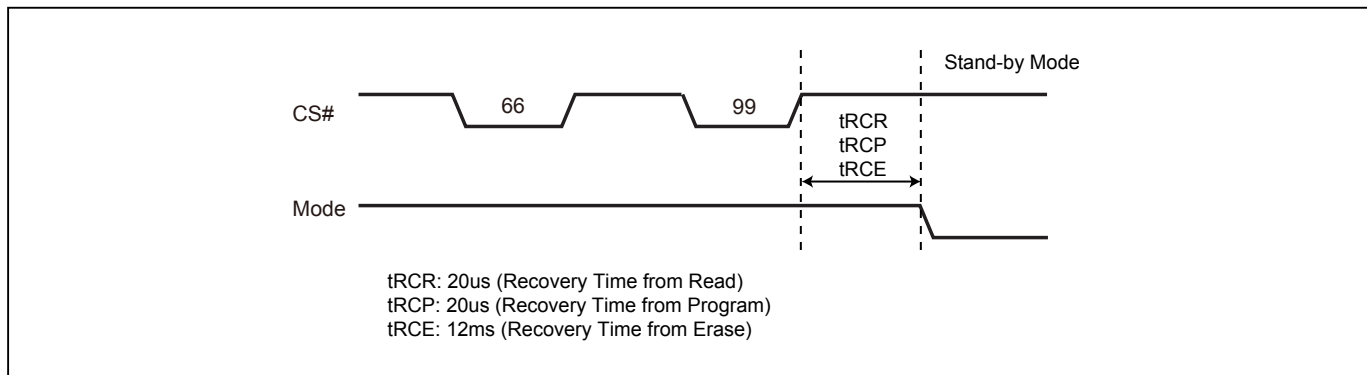 Stand-by Mode
CS#
66
99
tRCR
tRCP
tRCE
Mode
tRCR: 20us (Recovery Time from Read)
tRCP: 20us (Recovery Time from Program)
tRCE: 12ms (Recovery Time from Erase)